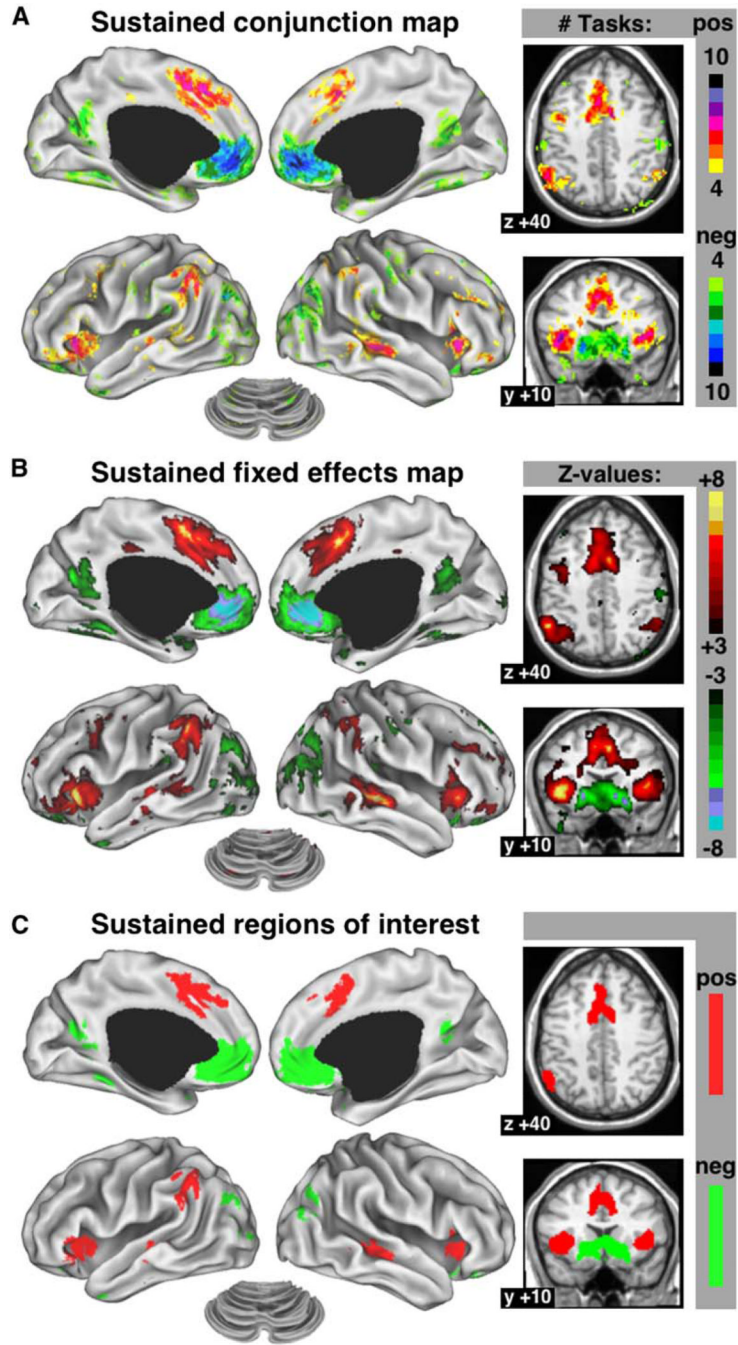 A
Sustained conjunction map
# Tasks:
pos
10
4
neg
4
10
z +40
y +10
B
Sustained fixed effects map
Z-values:
+8
+3
-3
-8
z +40
y +10
C
Sustained regions of interest
pos
neg
z +40
y +10